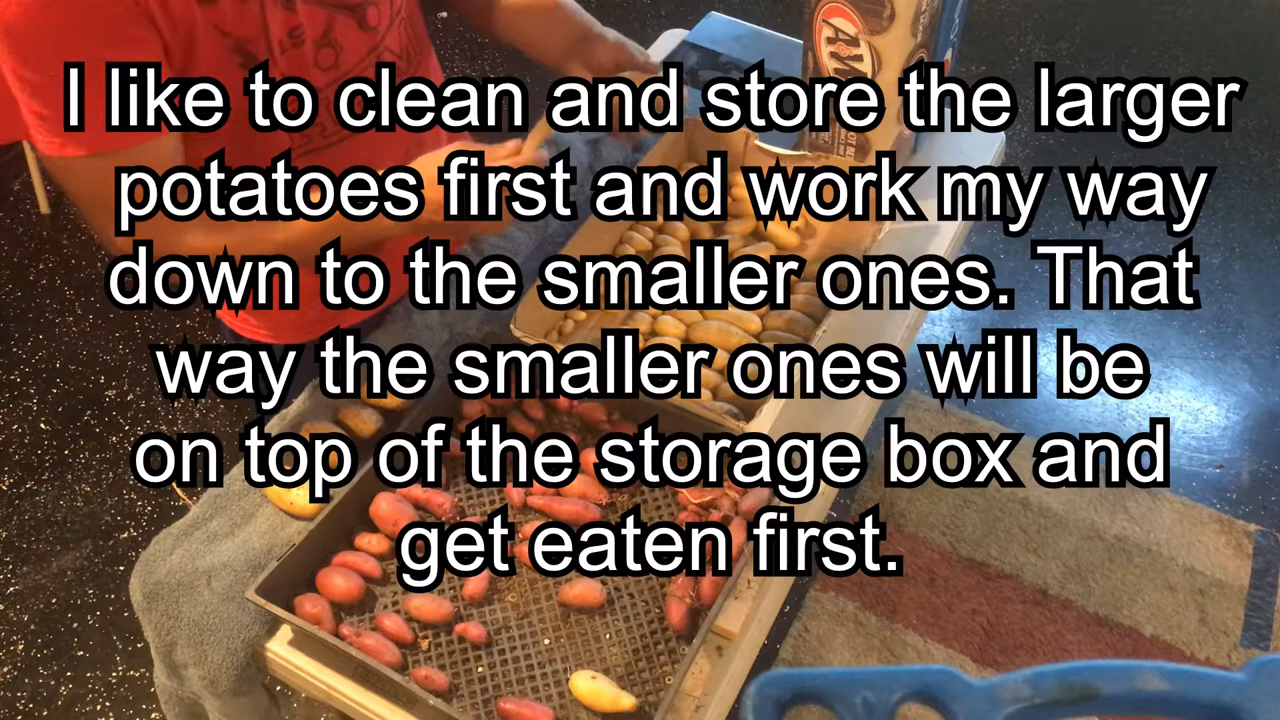 I like to clean and store the larger
potatoes first and work my way
down to the smaller ones. That
way the smaller ones will be
on top of the storage box and
get eaten first.
A&W